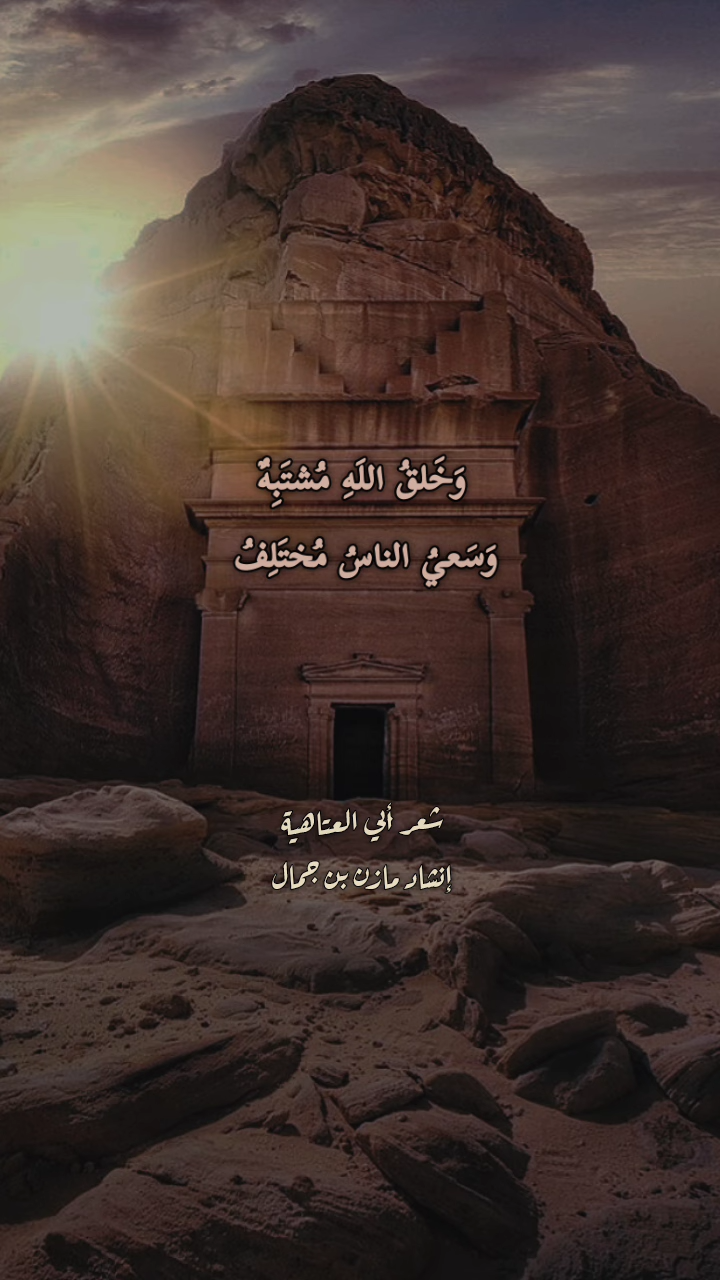 وَخَلقُ اللَهِ مُشتَبِهٌ
وَسَعيُ الناسُ مُختَلِفُ
شعر أبي العتاهية
إنشاد مازن بن جمال